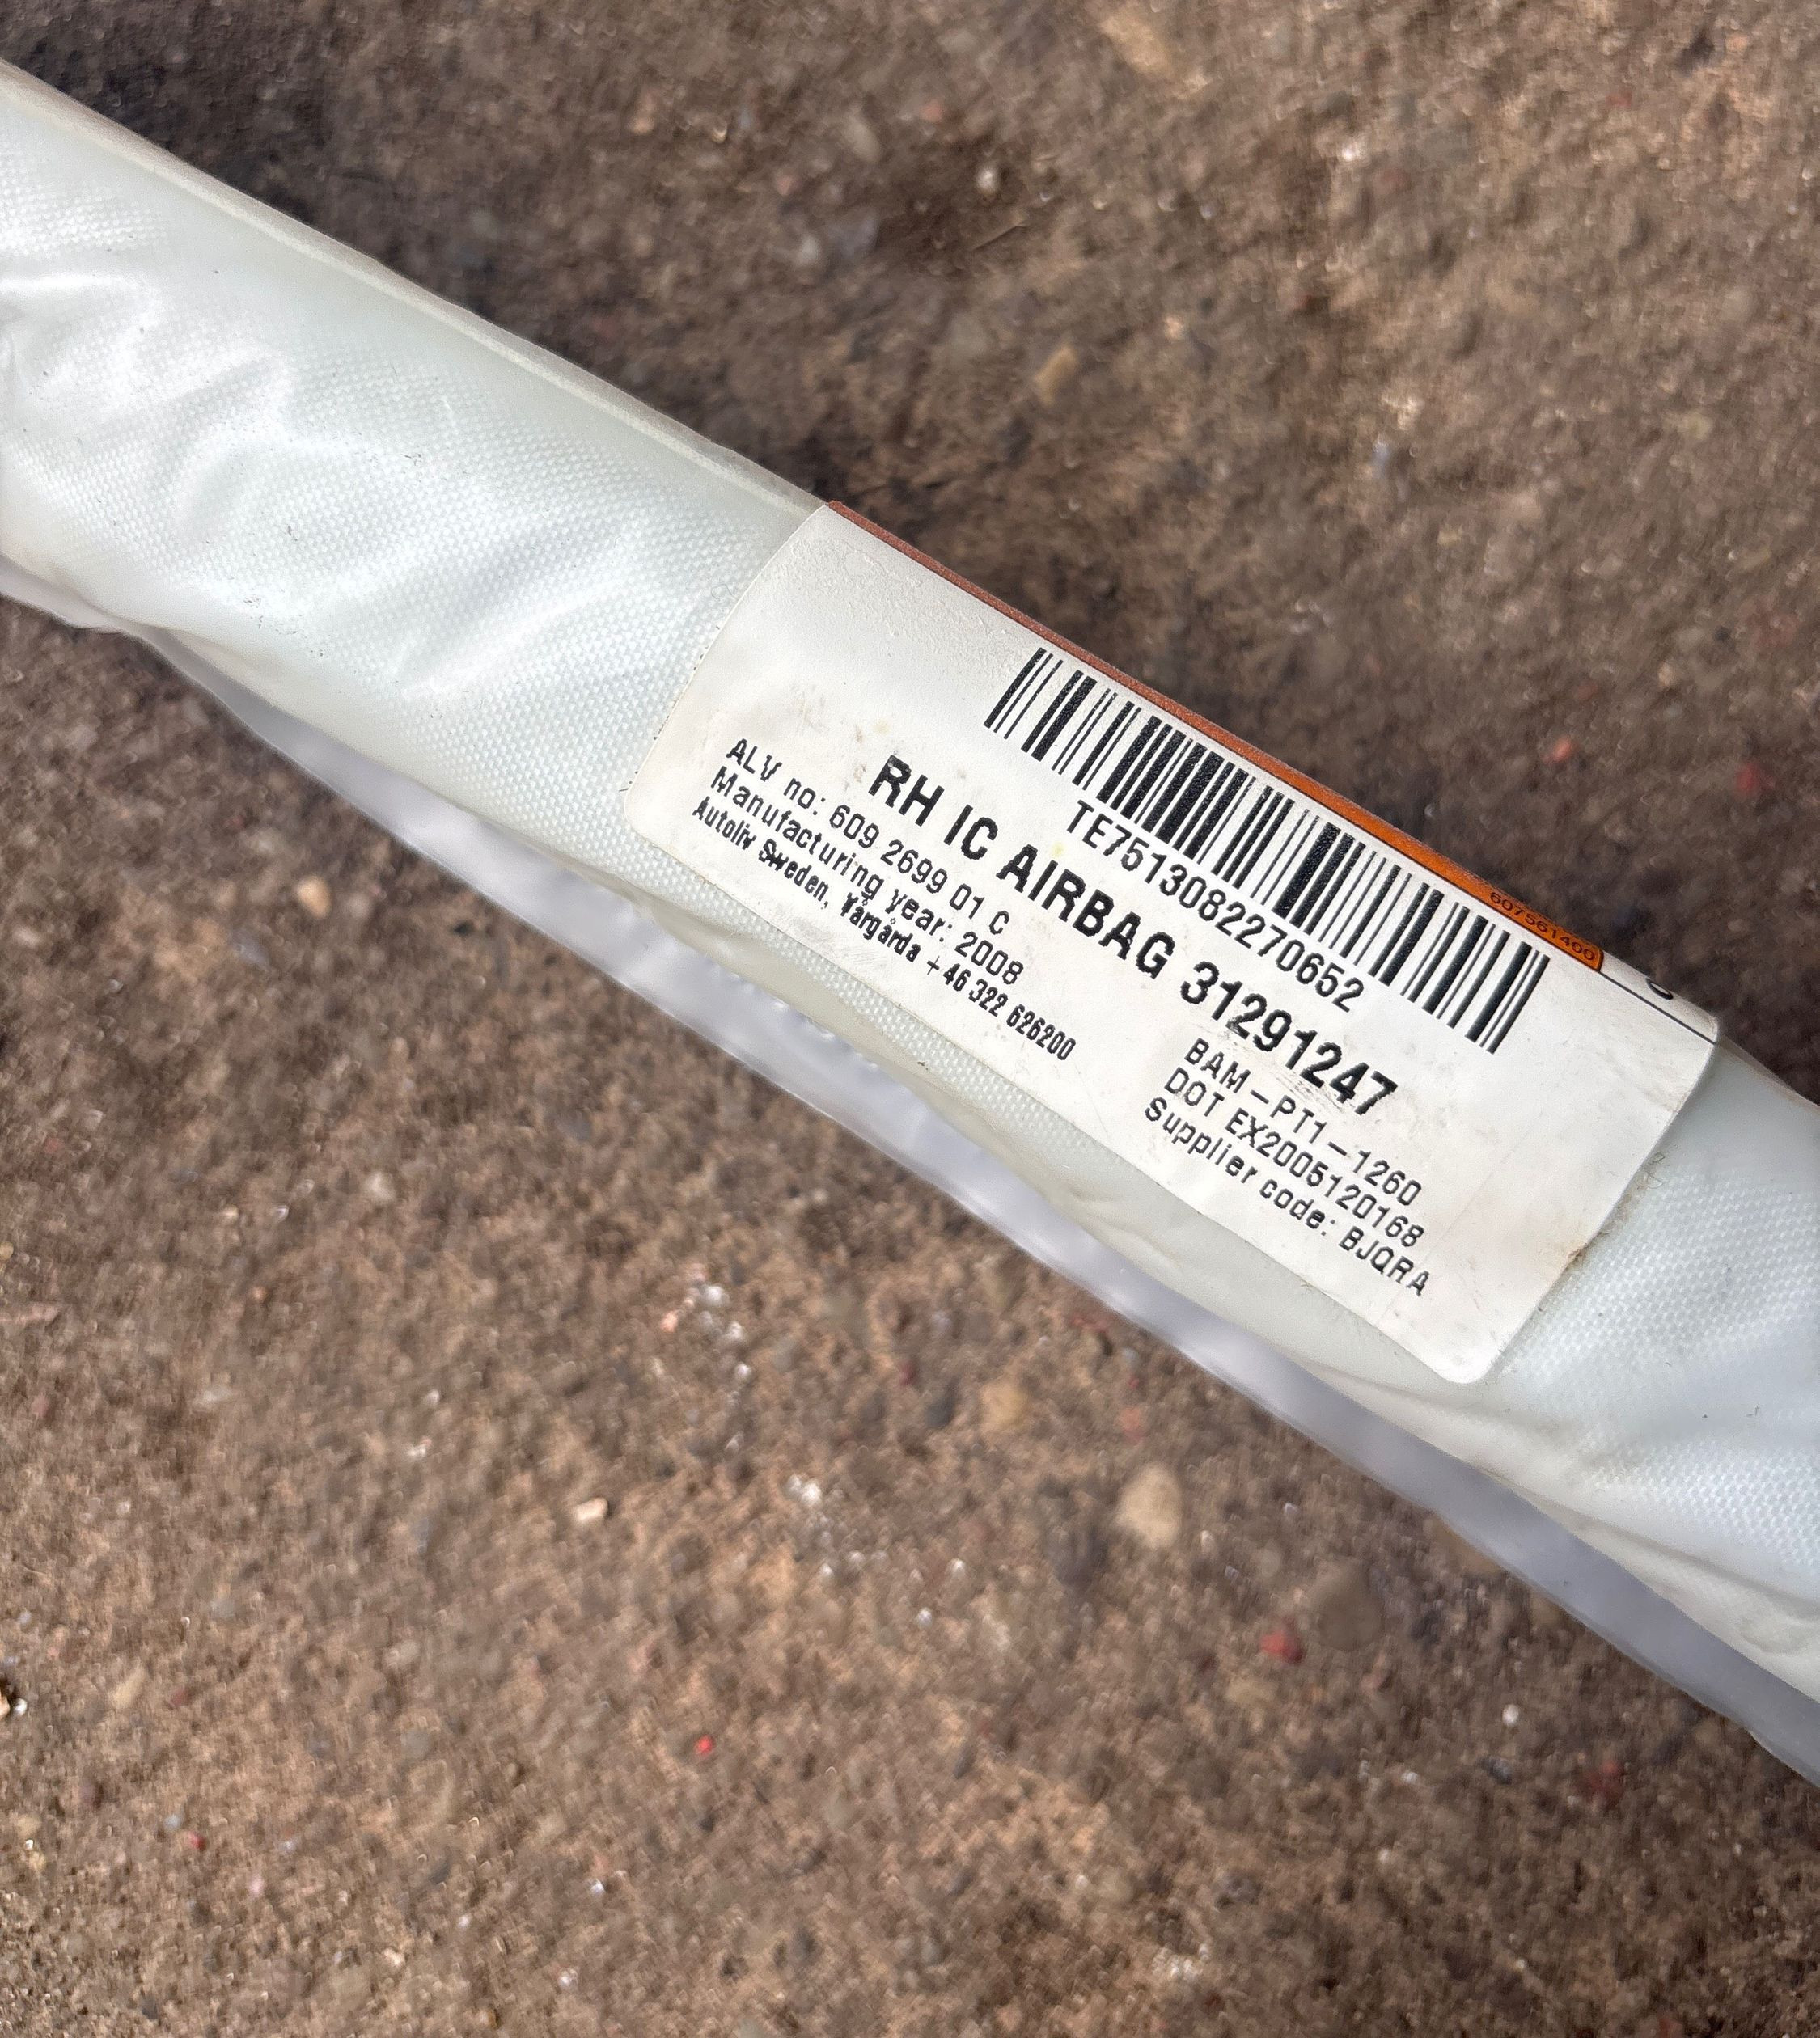 607561400
TE7513082270652
RH IC AIRBAG 31291247
ALV no: 609 2699 01 C
Manufacturing year: 2008
Autoliv Sweden, Vårgårda + 46 322 626200
BAM-PT1-1260
DOT EX2005120168
Supplier code: BJQRA